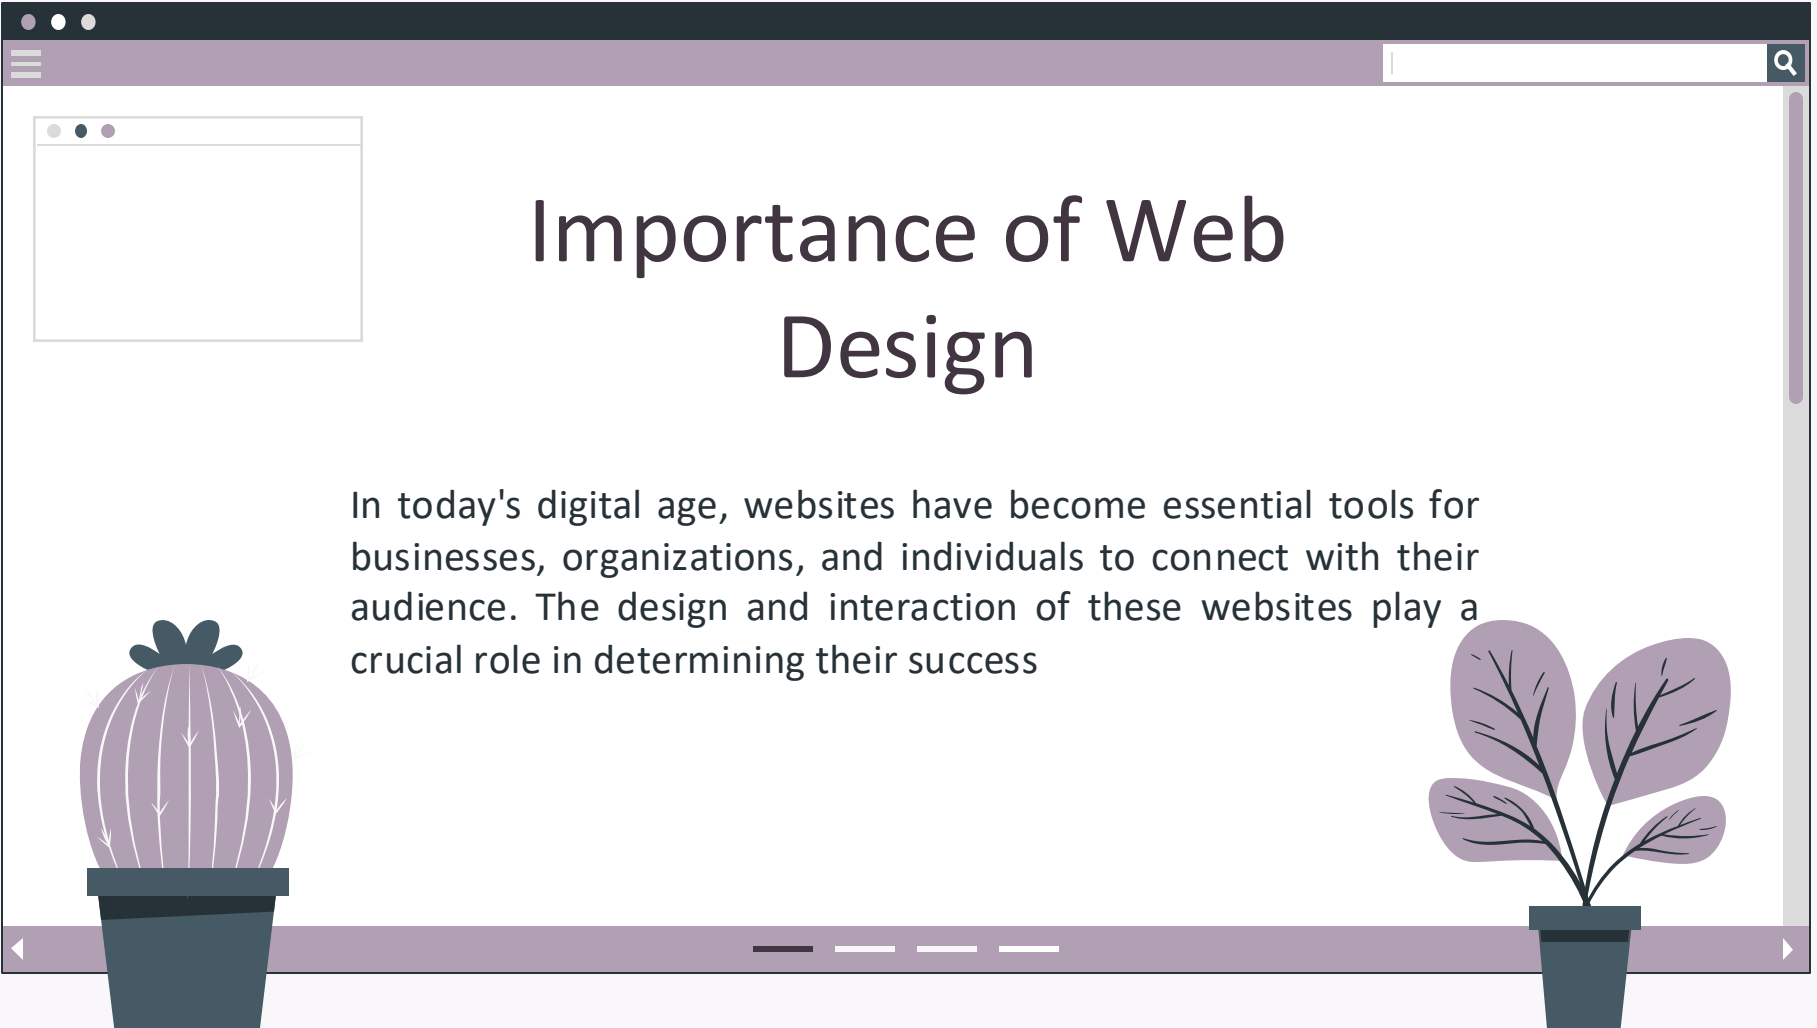 Importance of Web
Design
In today's digital age, websites have become essential tools for
businesses, organizations, and individuals to connect with their
audience. The design and interaction of these websites play a
crucial role in determining their success